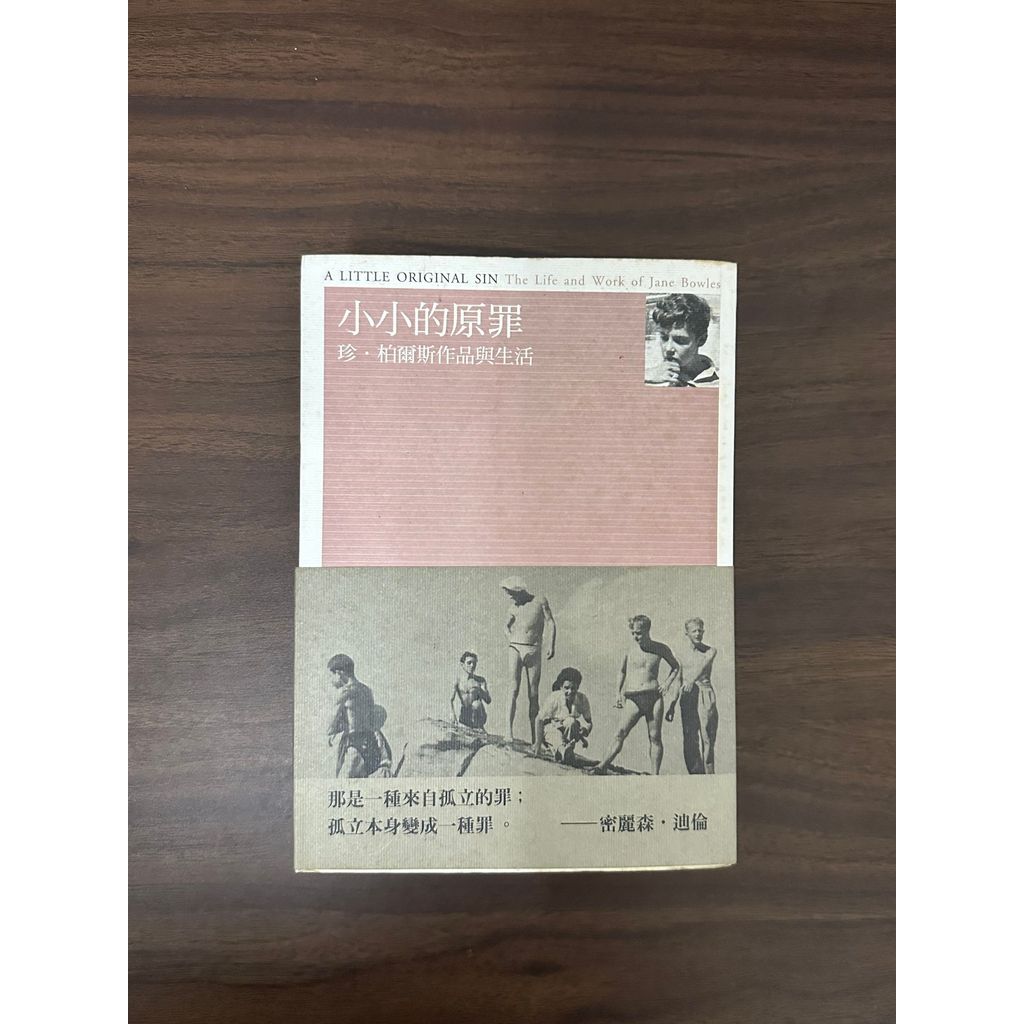 A LITTLE ORIGINAL SIN The Life and Work of Jane Bowles
小小的原罪
珍·柏爾斯作品與生活
那是一種來自孤立的罪；
孤立本身變成一種罪。 ——密麗森·迪倫